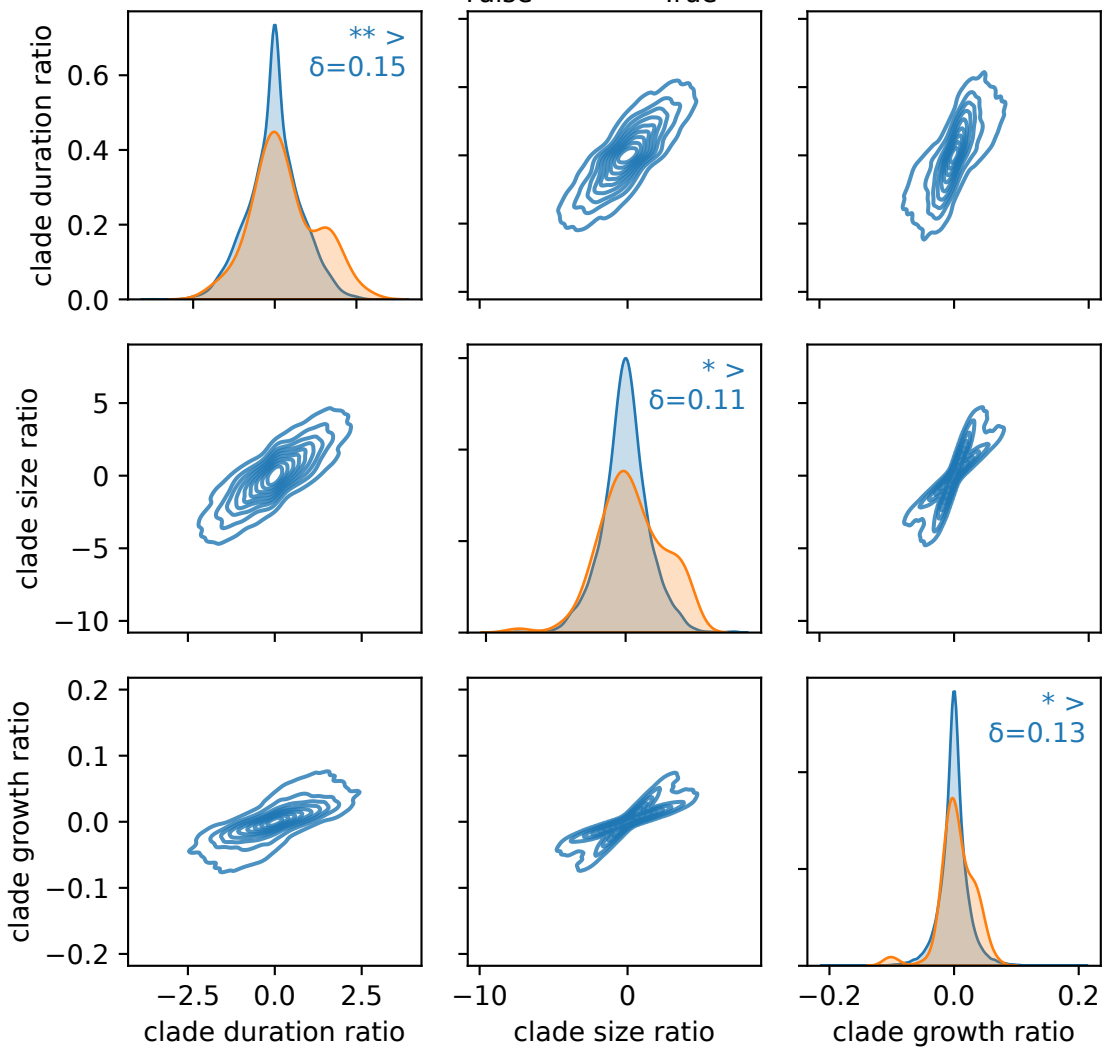 True
clade duration ratio
0.6
0.4
0.2
0.0
** >
δ=0.15
clade size ratio
5
0
−5
−10
* >
δ=0.11
clade growth ratio
0.2
0.1
0.0
−0.1
−0.2
* >
δ=0.13
−2.5
0.0
2.5
−10
0
−0.2
0.0
0.2
clade duration ratio
clade size ratio
clade growth ratio